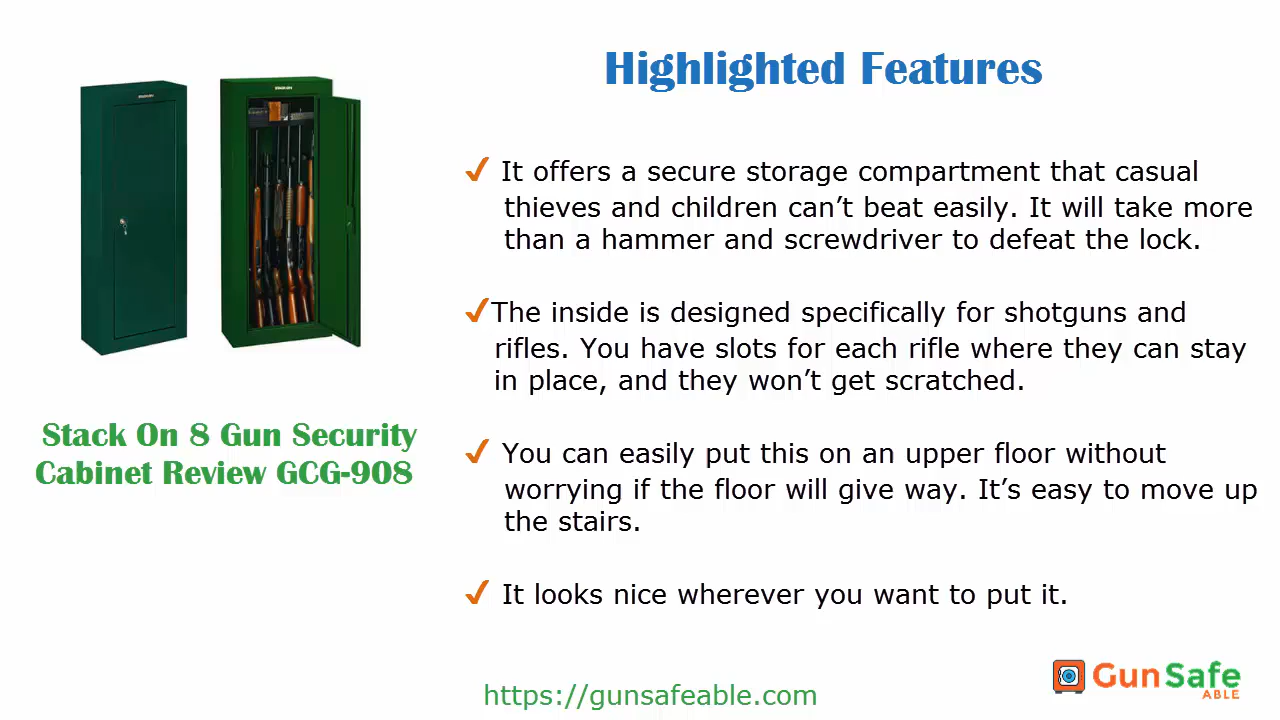 Highlighted Features
✔ It offers a secure storage compartment that casual
thieves and children can’t beat easily. It will take more
than a hammer and screwdriver to defeat the lock.
✔The inside is designed specifically for shotguns and
rifles. You have slots for each rifle where they can stay
in place, and they won’t get scratched.
Stack On 8 Gun Security
Cabinet Review GCG-908
✔ You can easily put this on an upper floor without
worrying if the floor will give way. It’s easy to move up
the stairs.
✔ It looks nice wherever you want to put it.
https://gunsafeable.com
Gun Safe
ABLE